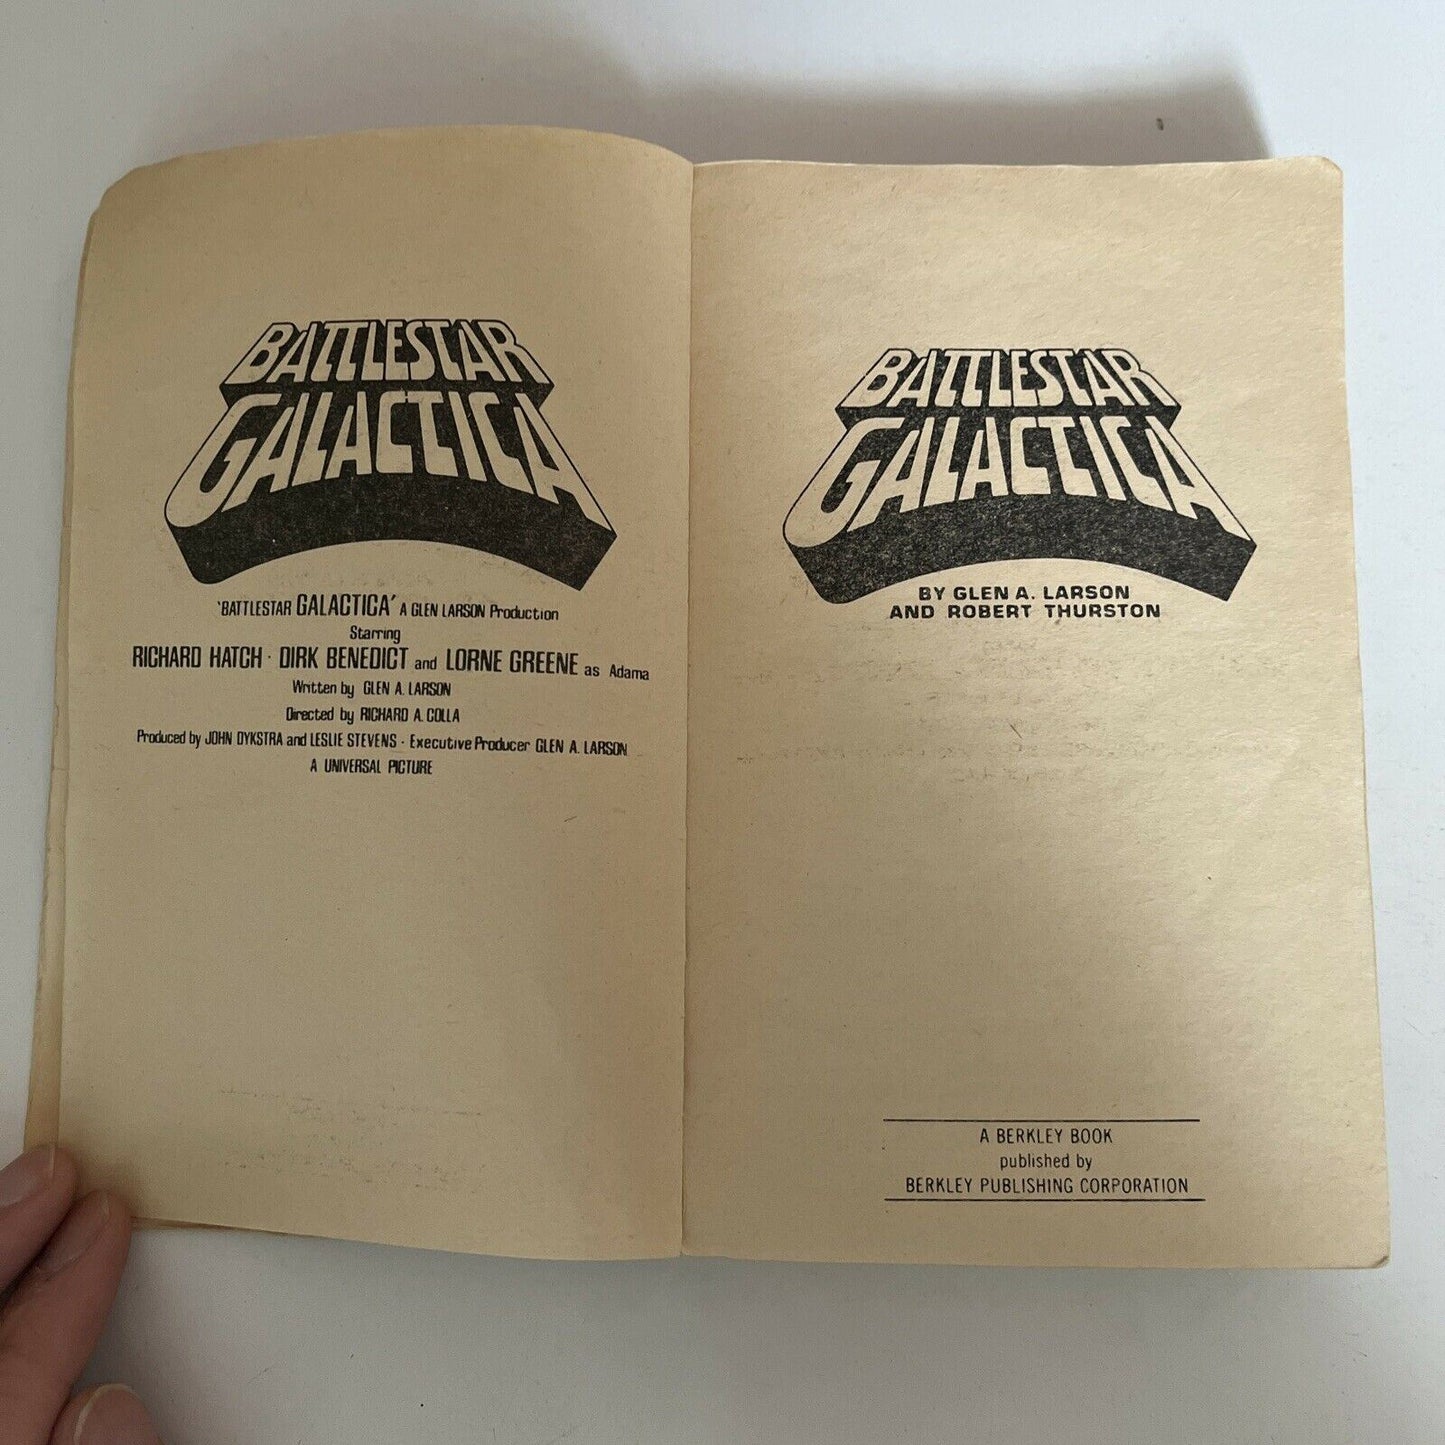 BATTLESTAR
GALACTICA
'BATTLESTAR GALACTICA' A GLEN LARSON Production
Starring
RICHARD HATCH · DIRK BENEDICT and LORNE GREENE as Adama
Written by GLEN A. LARSON
Directed by RICHARD A. COLLA
Produced by JOHN DYKSTRA and LESLIE STEVENS · Executive Producer GLEN A. LARSON
A UNIVERSAL PICTURE
BATTLESTAR
GALACTICA
BY GLEN A. LARSON
AND ROBERT THURSTON
A BERKLEY BOOK
published by
BERKLEY PUBLISHING CORPORATION